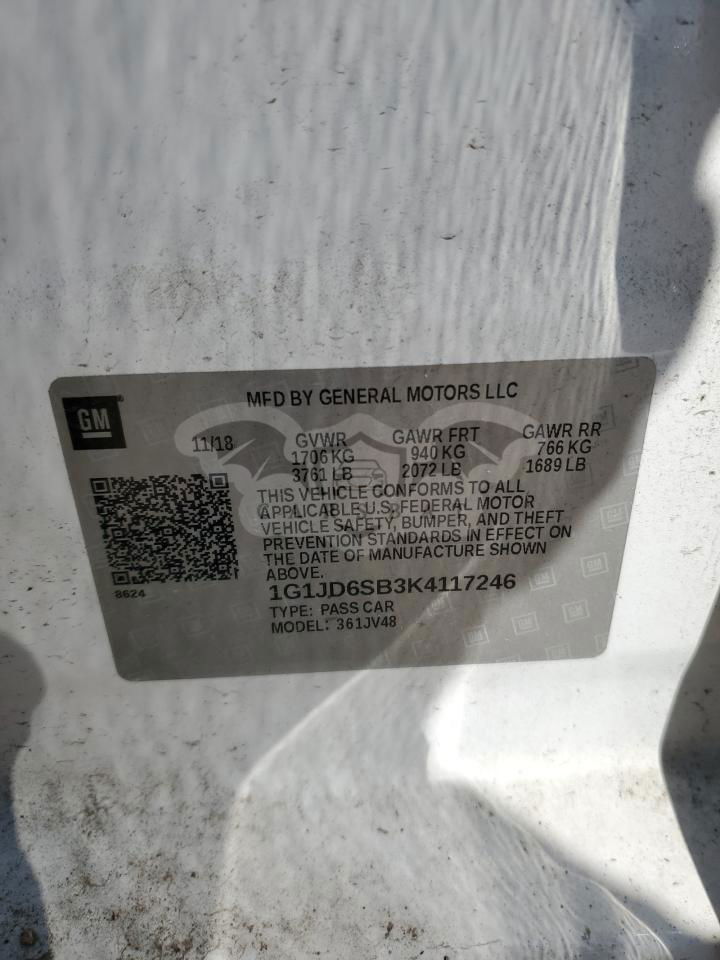 MFD BY GENERAL MOTORS LLC
GM
11/18 GVWR GAWR FRT GAWR RR
1706 KG 940 KG 766 KG
3761 LB 2072 LB 1689 LB
THIS VEHICLE CONFORMS TO ALL
APPLICABLE U.S. FEDERAL MOTOR
VEHICLE SAFETY, BUMPER, AND THEFT
PREVENTION STANDARDS IN EFFECT ON
THE DATE OF MANUFACTURE SHOWN
ABOVE.
8624
1G1JD6SB3K4117246
TYPE: PASS CAR
MODEL: 361JV48